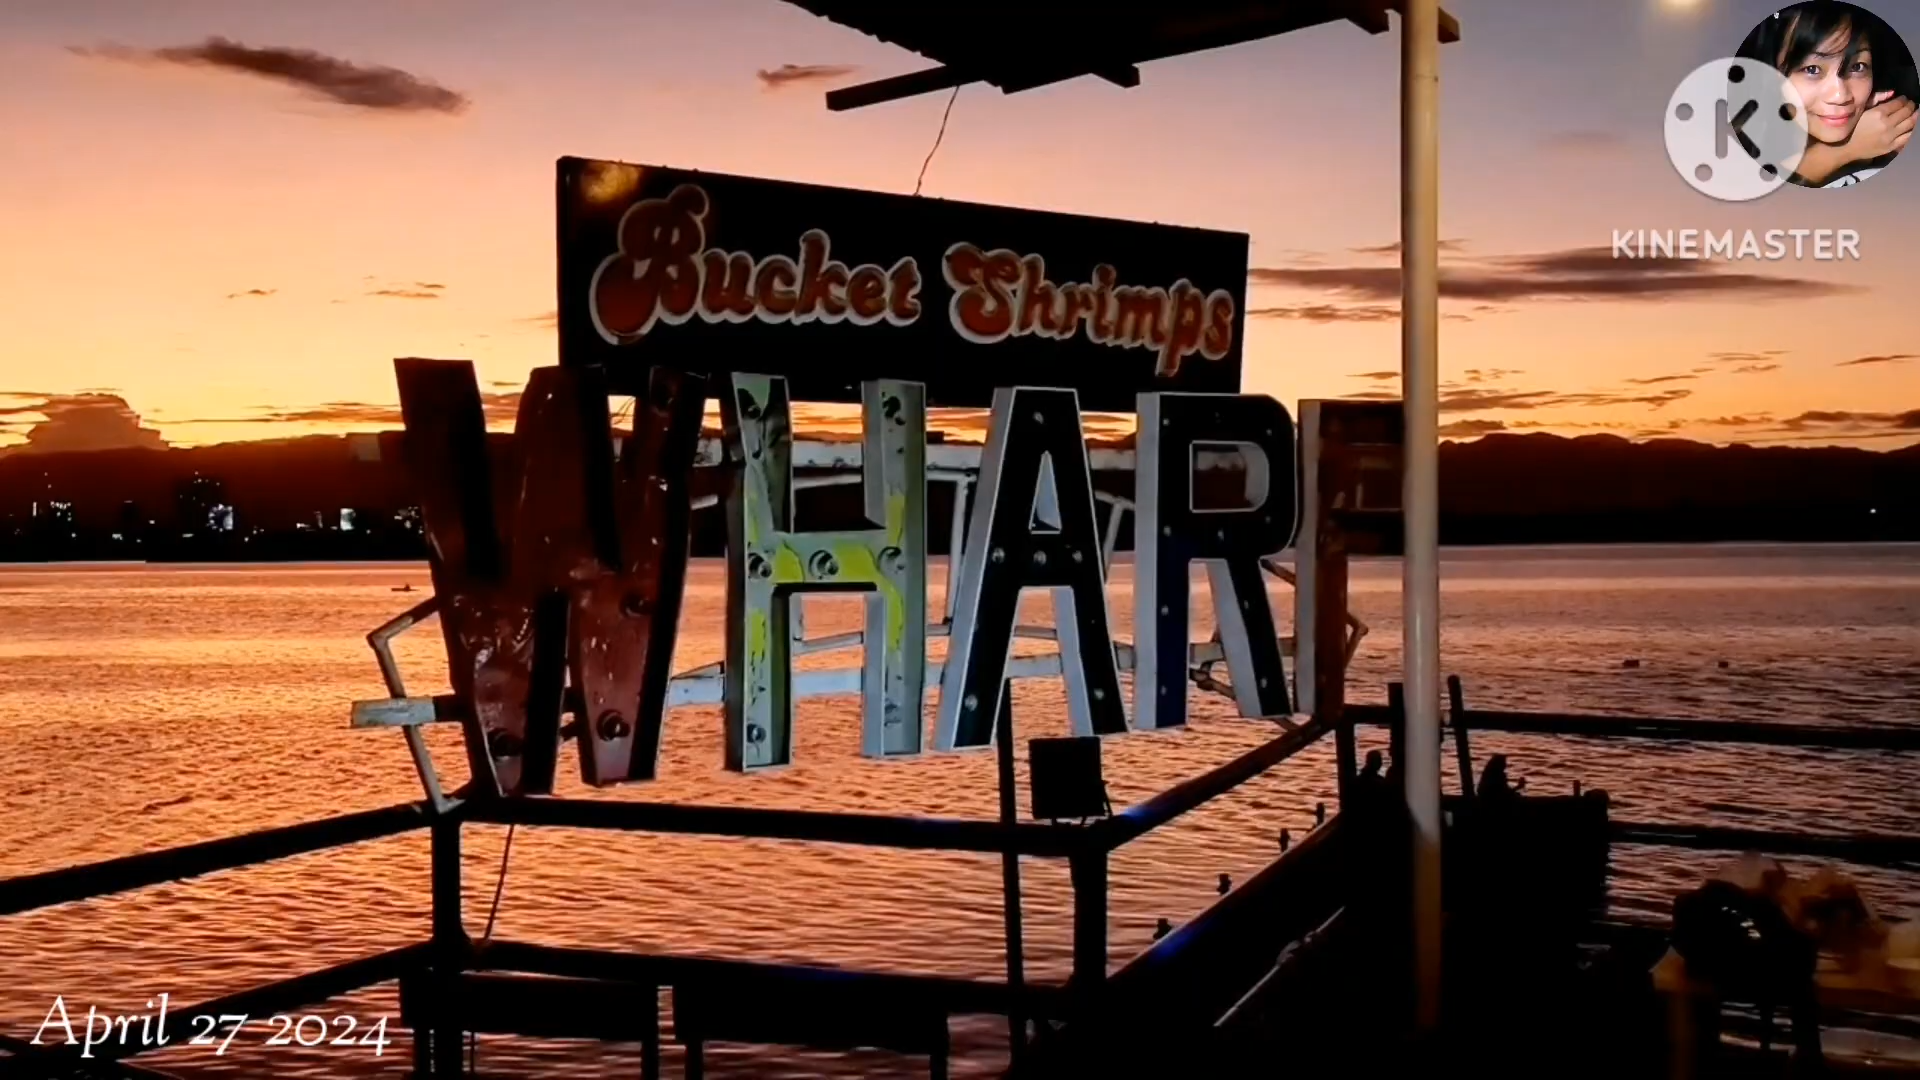 Bucket Shrimps
WHARF
K
KINEMASTER
April 27 2024